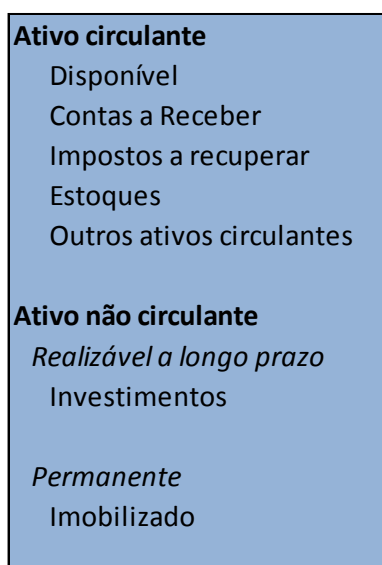 Ativo circulante
Disponível
Contas a Receber
Impostos a recuperar
Estoques
Outros ativos circulantes
Ativo não circulante
Realizável a longo prazo
Investimentos
Permanente
Imobilizado